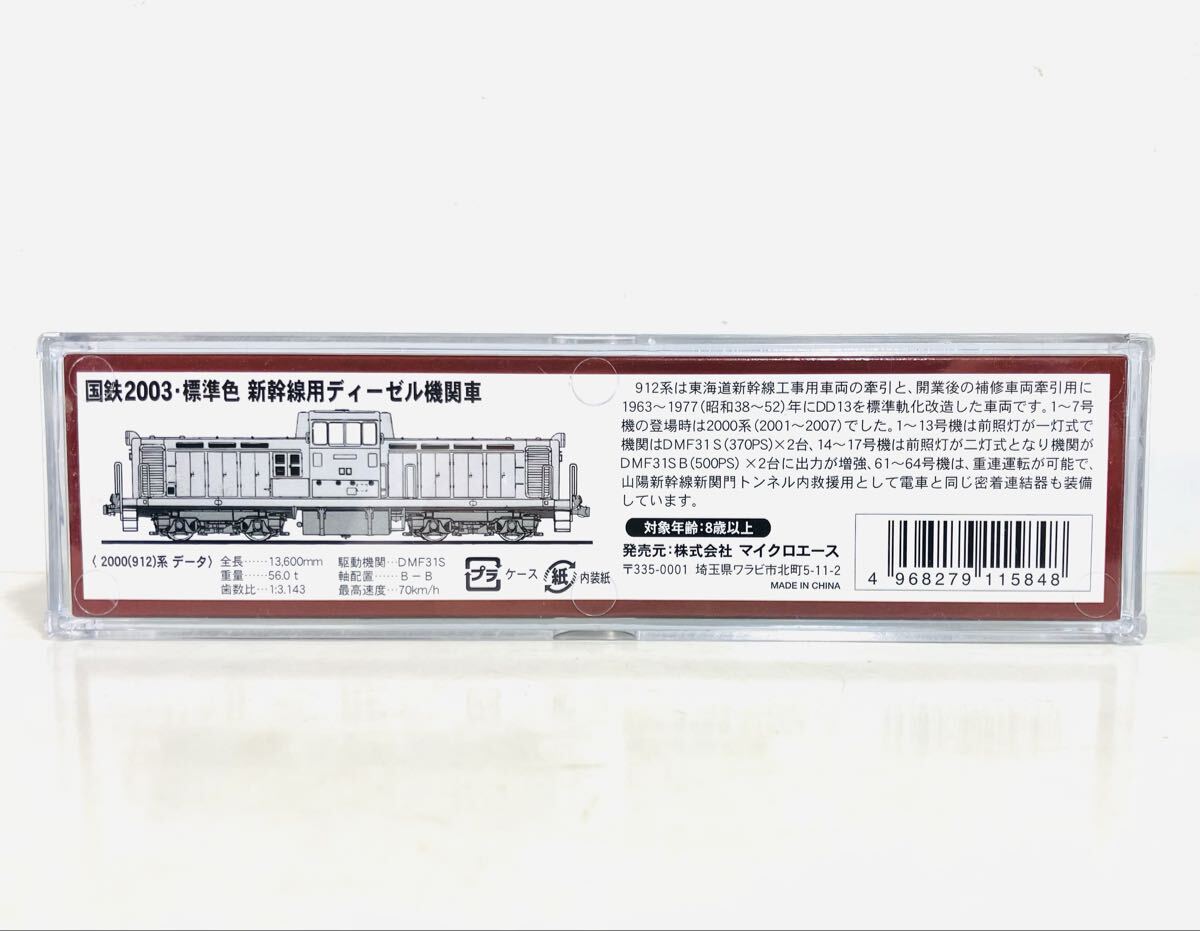 国鉄2003・標準色 新幹線用ディーゼル機関車
〈 2000(912)系 データ〉
全長……13,600mm
重量……56.0ｔ
歯数比…1:3.143
駆動機関…DMF31S
軸配置……B－B
最高速度…70km/h
プラ ケース
紙 内装紙
912系は東海道新幹線工事用車両の牽引と、開業後の補修車両牽引用に
1963～1977(昭和38～52)年にDD13を標準軌化改造した車両です。1～7号
機の登場時は2000系(2001～2007)でした。1～13号機は前照灯が一灯式で
機関はDMF31S(370PS)×2台、14～17号機は前照灯が二灯式となり機関が
DMF31SB(500PS) ×2台に出力が増強、61～64号機は、重連運転が可能で、
山陽新幹線新関門トンネル内救援用として電車と同じ密着連結器も装備
しています。
対象年齢:8歳以上
発売元:株式会社 マイクロエース
〒335-0001 埼玉県ワラビ市北町5-11-2
MADE IN CHINA
4 968279 115848